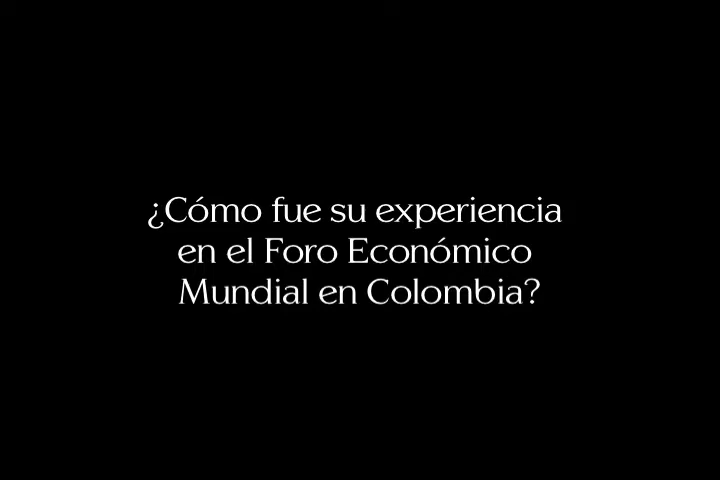 ¿Cómo fue su experiencia
en el Foro Económico
Mundial en Colombia?